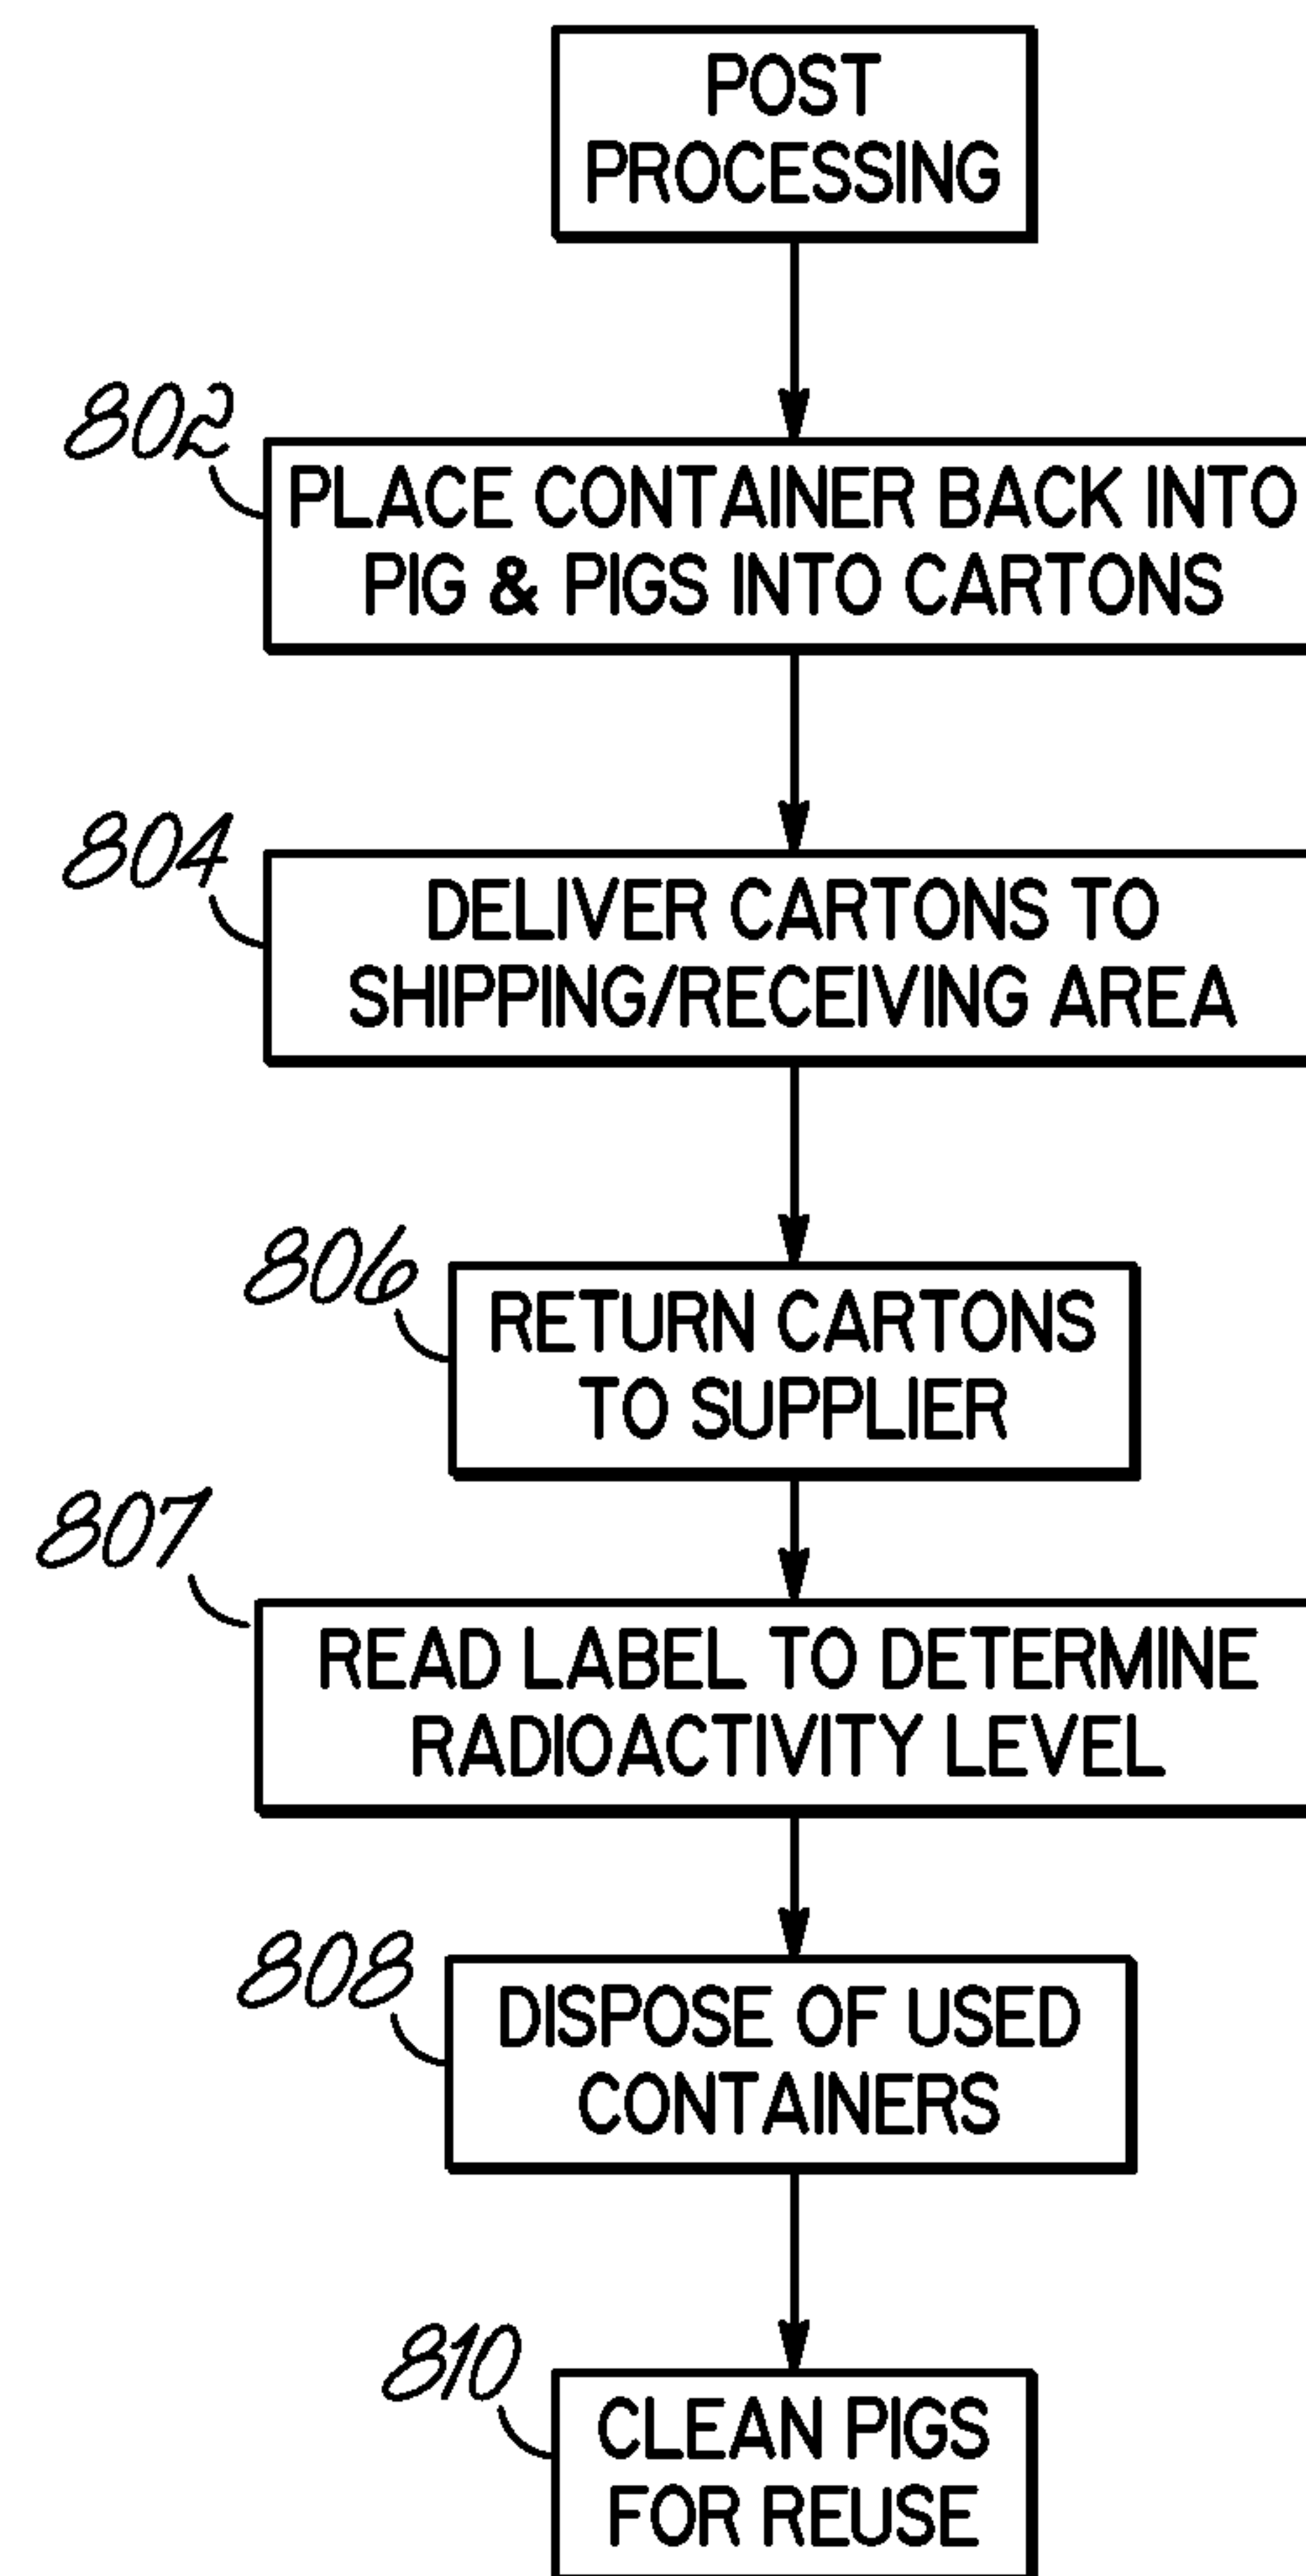 POST
PROCESSING
802
PLACE CONTAINER BACK INTO
PIG & PIGS INTO CARTONS
804
DELIVER CARTONS TO
SHIPPING/RECEIVING AREA
806
RETURN CARTONS
TO SUPPLIER
807
READ LABEL TO DETERMINE
RADIOACTIVITY LEVEL
808
DISPOSE OF USED
CONTAINERS
810
CLEAN PIGS
FOR REUSE